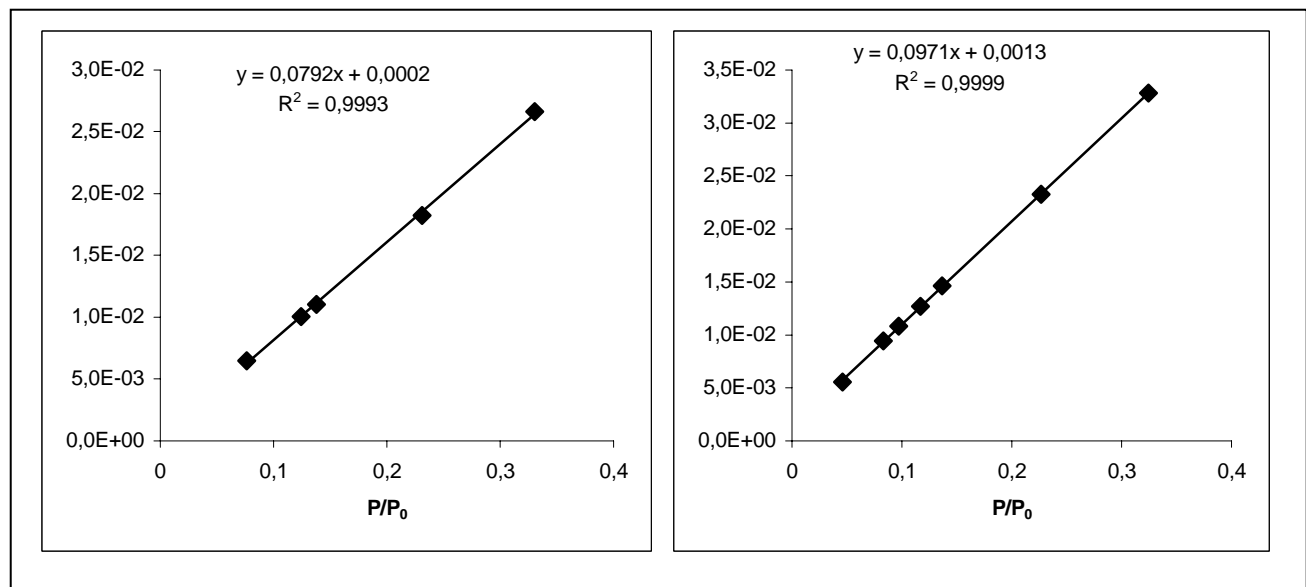 y = 0,0792x + 0,0002
R² = 0,9993
3,0E-02
2,5E-02
2,0E-02
1,5E-02
1,0E-02
5,0E-03
0,0E+00
0
0,1
0,2
0,3
0,4
P/P₀
y = 0,0971x + 0,0013
R² = 0,9999
3,5E-02
3,0E-02
2,5E-02
2,0E-02
1,5E-02
1,0E-02
5,0E-03
0,0E+00
0
0,1
0,2
0,3
0,4
P/P₀